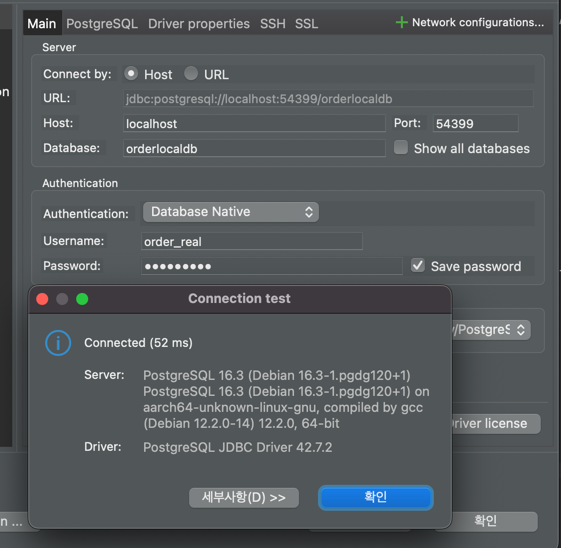 Main PostgreSQL Driver properties SSH SSL Network configurations...
Server
Connect by: Host URL
URL: jdbc:postgresql://localhost:54399/orderlocaldb
Host: localhost Port: 54399
Database: orderlocaldb Show all databases
Authentication
Authentication: Database Native
Username: order_real
Password: ••••••••• Save password
Connection test
Connected (52 ms)
Server: PostgreSQL 16.3 (Debian 16.3-1.pgdg120+1)
PostgreSQL 16.3 (Debian 16.3-1.pgdg120+1) on
aarch64-unknown-linux-gnu, compiled by gcc
(Debian 12.2.0-14) 12.2.0, 64-bit
Driver: PostgreSQL JDBC Driver 42.7.2
세부사항(D) >> 확인
/PostgreS
Driver license
n ... 확인
on